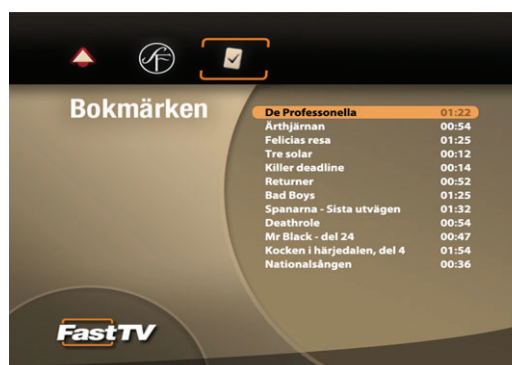 SF
Bokmärken
De Professonella 01:22
Ärthjärnan 00:54
Felicias resa 01:25
Tre solar 00:12
Killer deadline 00:14
Returner 00:52
Bad Boys 01:25
Spanarna - Sista utvägen 01:32
Deathrole 00:54
Mr Black - del 24 00:47
Kocken i härjedalen, del 4 01:54
Nationalsången 00:36
FastTV